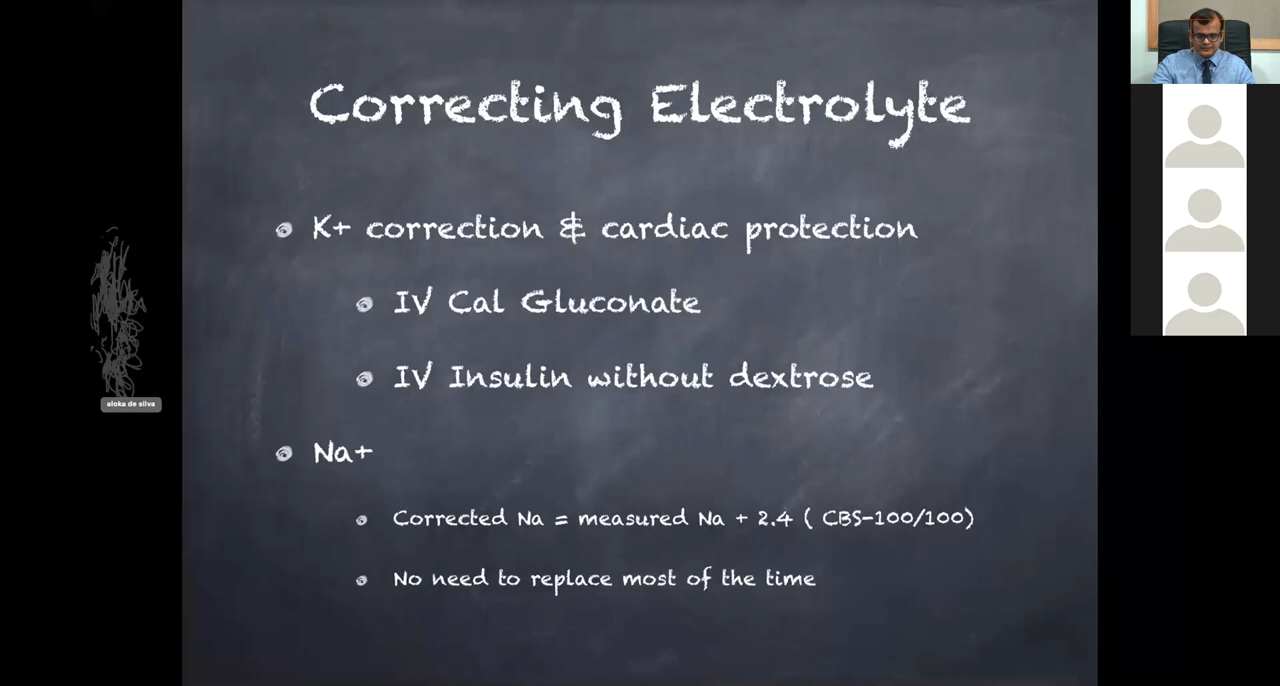 Correcting Electrolyte
K+ correction & cardiac protection
IV Cal Gluconate
IV Insulin without dextrose
Na+
Corrected Na = measured Na + 2.4 ( CBS-100/100)
No need to replace most of the time
aloka de silva